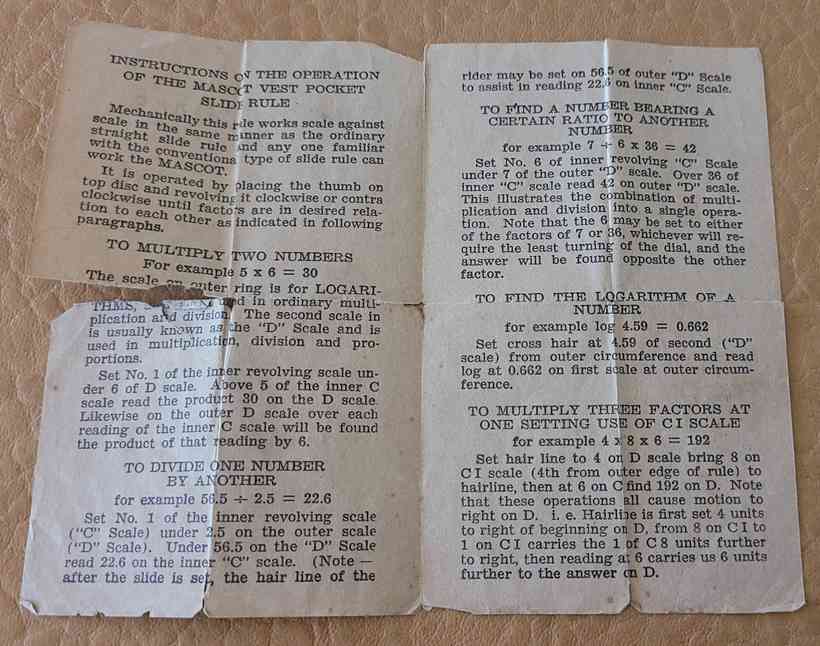 INSTRUCTIONS ON THE OPERATION
OF THE MASCOT VEST POCKET
SLIDE RULE
Mechanically this rule works scale against
scale in the same manner as the ordinary
straight slide rule and any one familiar
with the conventional type of slide rule can
work the MASCOT.
It is operated by placing the thumb on
top disc and revolving it clockwise or contra
clockwise until factors are in desired rela-
tion to each other as indicated in following
paragraphs.
TO MULTIPLY TWO NUMBERS
For example 5 x 6 = 30
The scale on outer ring is for LOGARI-
THMS, and in ordinary multi-
plication and division. The second scale in
is usually known as the "D" Scale and is
used in multiplication, division and pro-
portions.
Set No. 1 of the inner revolving scale un-
der 6 of D scale. Above 5 of the inner C
scale read the product 30 on the D scale.
Likewise on the outer D scale over each
reading of the inner C scale will be found
the product of that reading by 6.
TO DIVIDE ONE NUMBER
BY ANOTHER
for example 56.5 ÷ 2.5 = 22.6
Set No. 1 of the inner revolving scale
("C" Scale) under 2.5 on the outer scale
("D" Scale). Under 56.5 on the "D" Scale
read 22.6 on the inner "C" scale. (Note —
after the slide is set, the hair line of the
rider may be set on 56.5 of outer "D" Scale
to assist in reading 22.6 on inner "C" Scale.
TO FIND A NUMBER BEARING A
CERTAIN RATIO TO ANOTHER
NUMBER
for example 7 ÷ 6 x 36 = 42
Set No. 6 of inner revolving "C" Scale
under 7 of the outer "D" scale. Over 36 of
inner "C" scale read 42 on outer "D" scale.
This illustrates the combination of multi-
plication and division into a single opera-
tion. Note that the 6 may be set to either
of the factors of 7 or 36, whichever will re-
quire the least turning of the dial, and the
answer will be found opposite the other
factor.
TO FIND THE LOGARITHM OF A
NUMBER
for example log 4.59 = 0.662
Set cross hair at 4.59 of second ("D"
scale) from outer circumference and read
log at 0.662 on first scale at outer circum-
ference.
TO MULTIPLY THREE FACTORS AT
ONE SETTING USE OF C I SCALE
for example 4 x 8 x 6 = 192
Set hair line to 4 on D scale bring 8 on
C I scale (4th from outer edge of rule) to
hairline, then at 6 on C find 192 on D. Note
that these operations all cause motion to
right on D. i. e. Hairline is first set 4 units
to right of beginning on D, from 8 on C I to
1 on C I carries the 1 of C 8 units further
to right, then reading at 6 carries us 6 units
further to the answer on D.